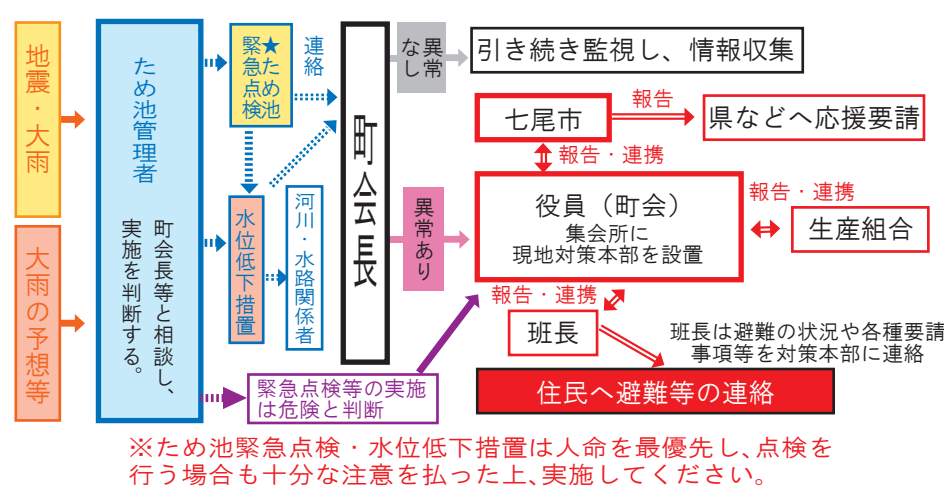 地震・大雨
大雨の予想等
ため池管理者
町会長等と相談し、
実施を判断する。
★ため池
緊急点検
連絡
水位低下措置
河川・水路関係者
緊急点検等の実施
は危険と判断
町会長
異常
なし
引き続き監視し、情報収集
異常あり
七尾市
報告
県などへ応援要請
報告・連携
役員（町会）
集会所に
現地対策本部を設置
報告・連携
生産組合
報告・連携
班長
班長は避難の状況や各種要請
事項等を対策本部に連絡
住民へ避難等の連絡
※ため池緊急点検・水位低下措置は人命を最優先し、点検を
行う場合も十分な注意を払った上、実施してください。